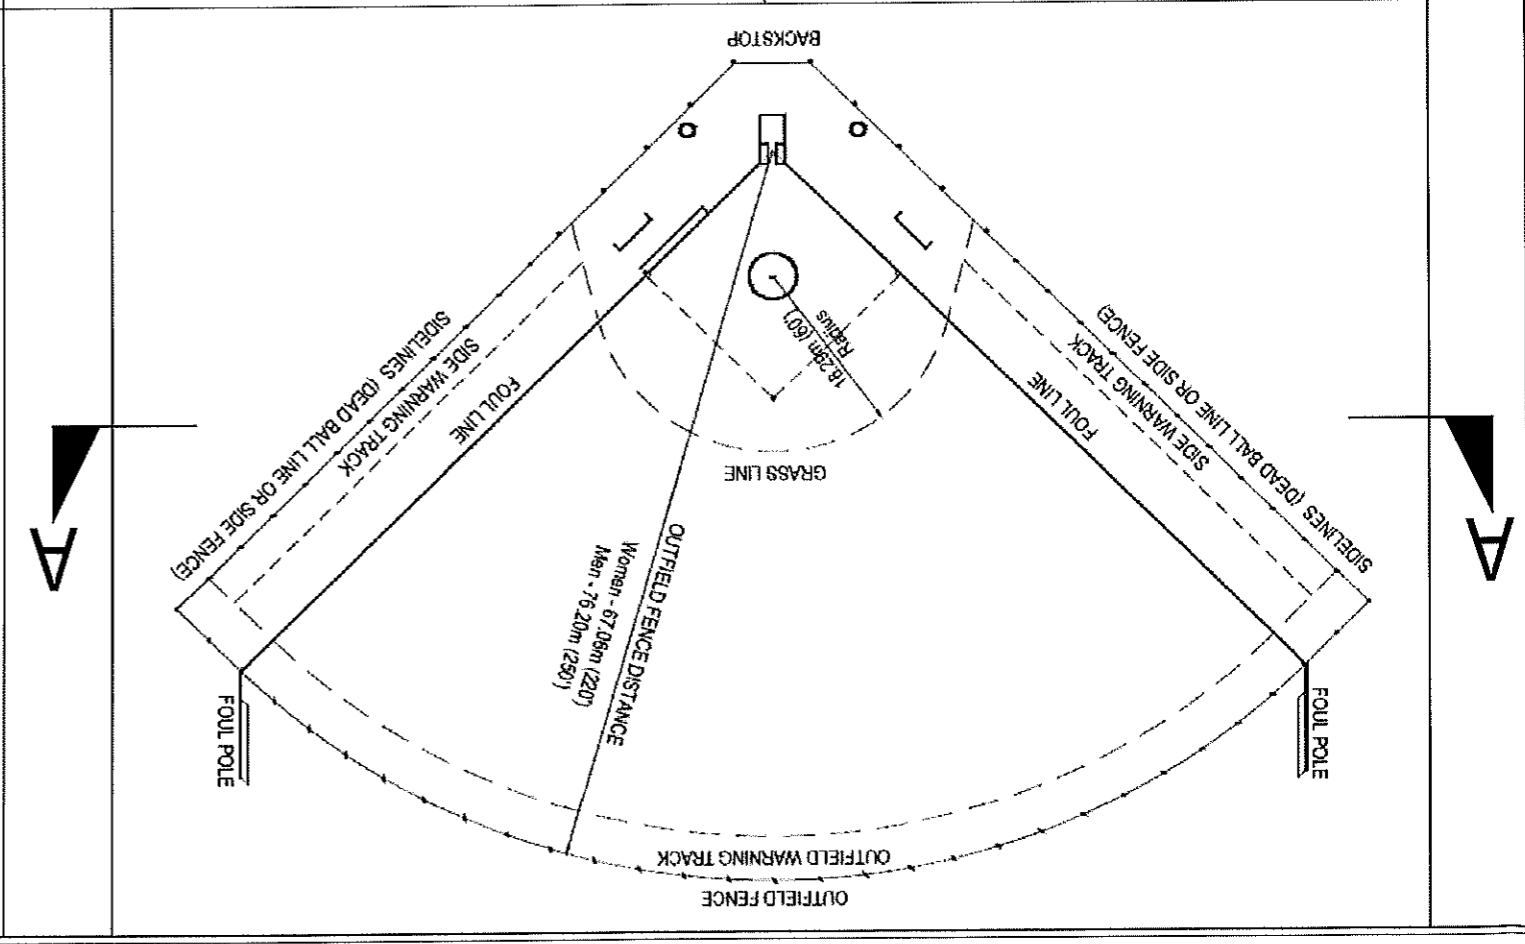 BACKSTOP
18.29m (60')
Radius
GRASS LINE
FOUL LINE
FOUL LINE
SIDE WARNING TRACK
SIDE WARNING TRACK
SIDELINES (DEAD BALL LINE OR SIDE FENCE)
SIDELINES (DEAD BALL LINE OR SIDE FENCE)
OUTFIELD FENCE DISTANCE
Women - 67.06m (220')
Men - 76.20m (250')
A
A
FOUL POLE
FOUL POLE
OUTFIELD WARNING TRACK
OUTFIELD FENCE